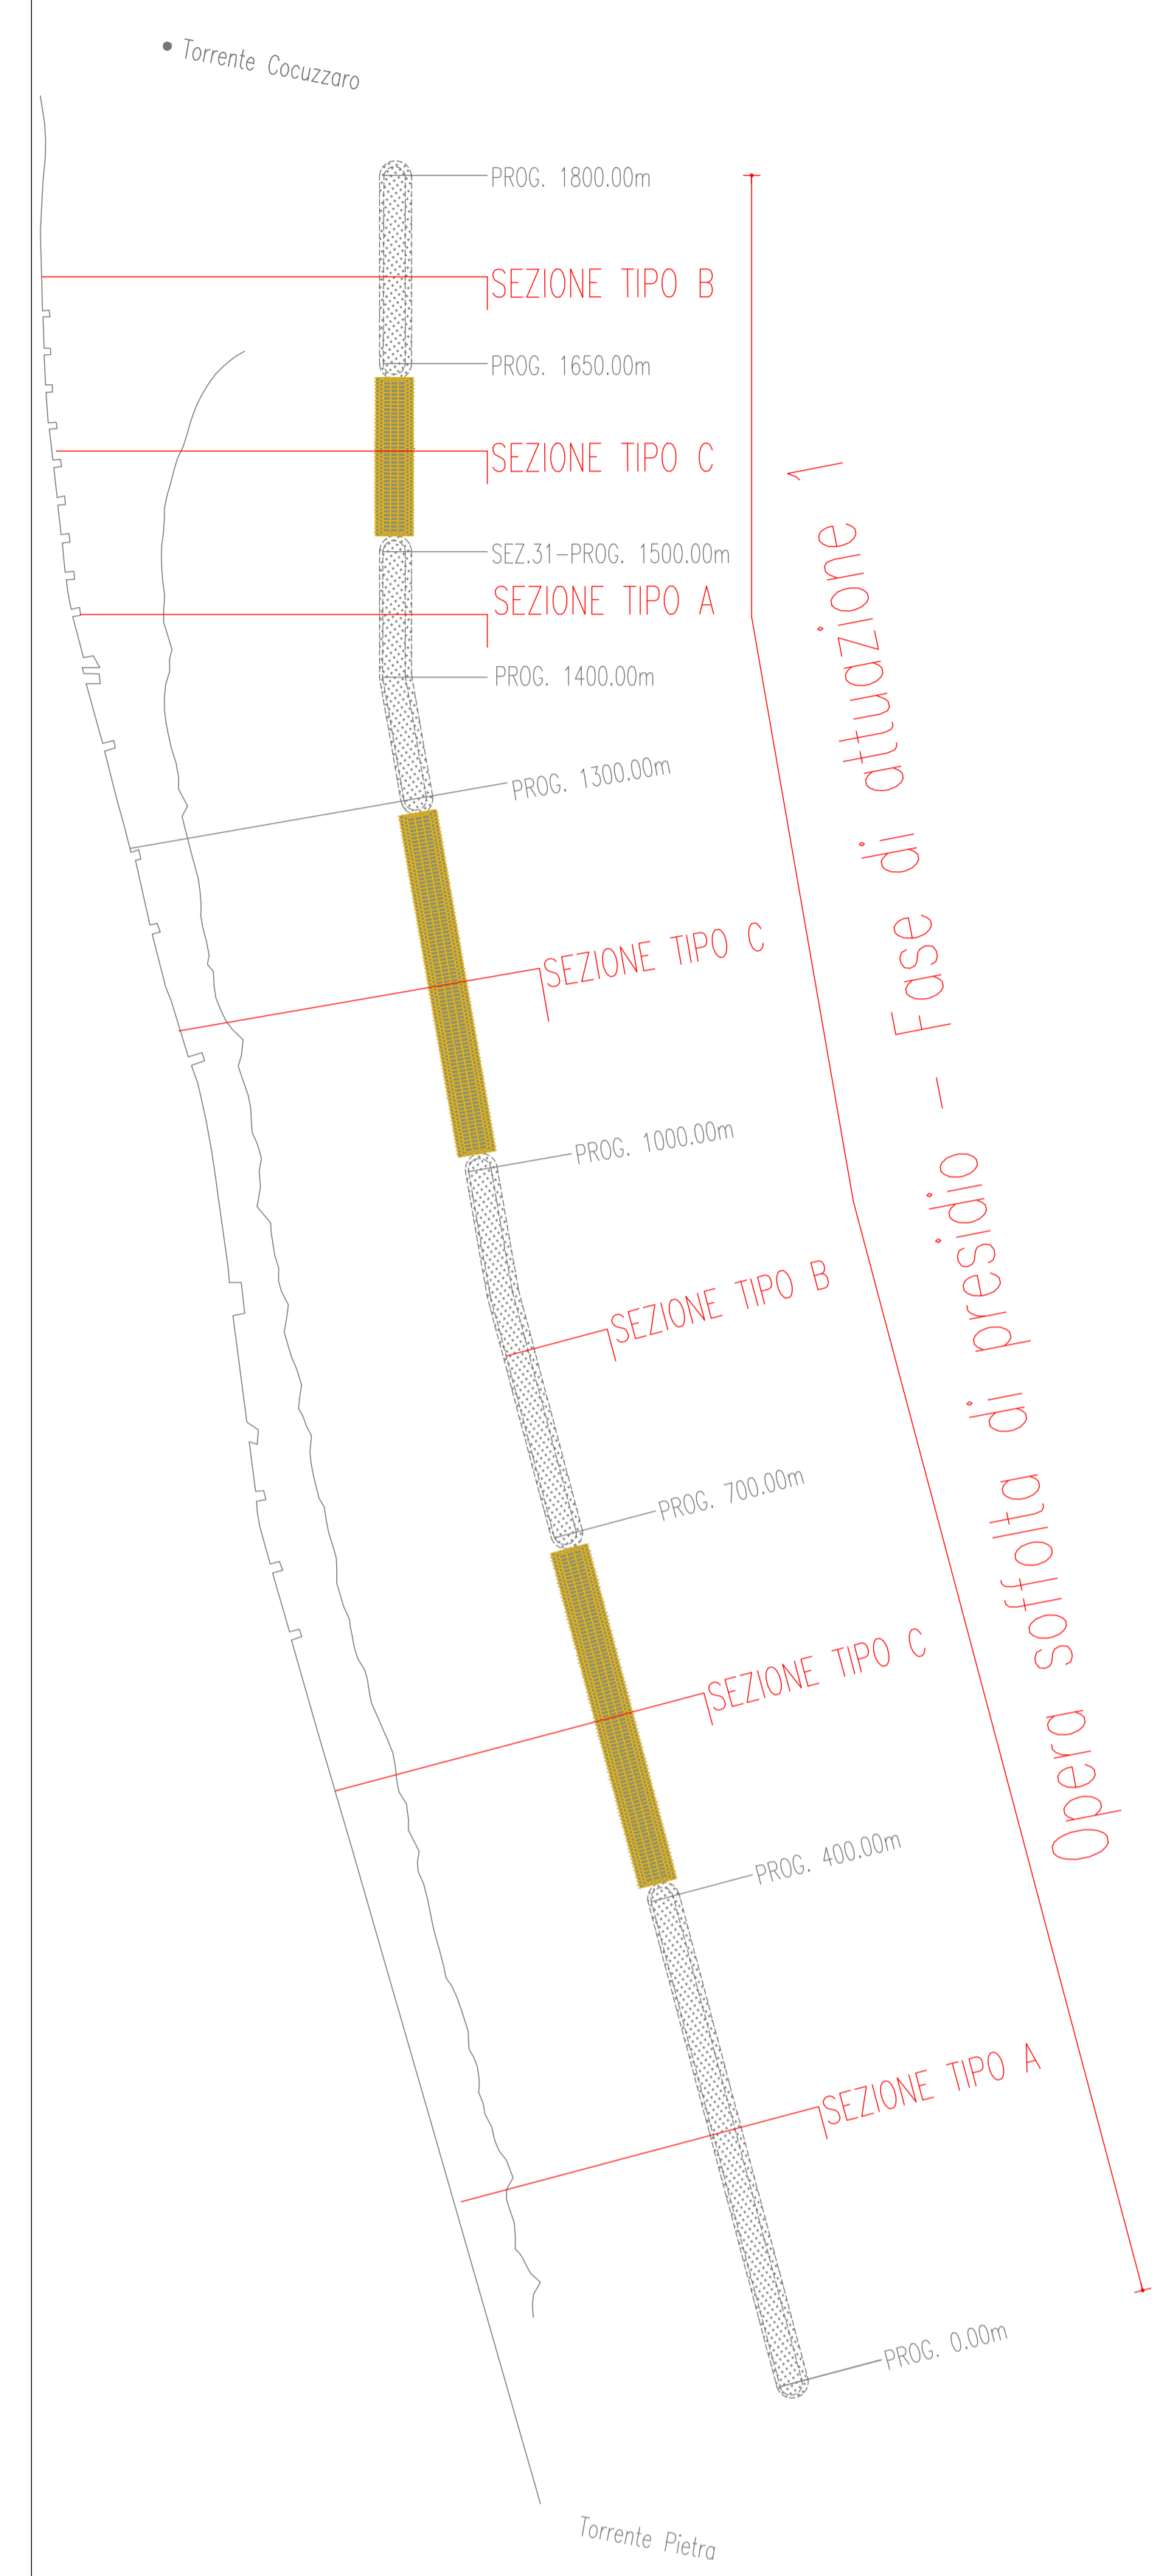 Torrente Cocuzzaro
PROG. 1800.00m
SEZIONE TIPO B
PROG. 1650.00m
SEZIONE TIPO C
SEZ.31-PROG. 1500.00m
SEZIONE TIPO A
PROG. 1400.00m
PROG. 1300.00m
SEZIONE TIPO C
PROG. 1000.00m
SEZIONE TIPO B
PROG. 700.00m
SEZIONE TIPO C
PROG. 400.00m
SEZIONE TIPO A
PROG. 0.00m
Opera soffolta di presidio - Fase di attuazione 1
Torrente Pietra